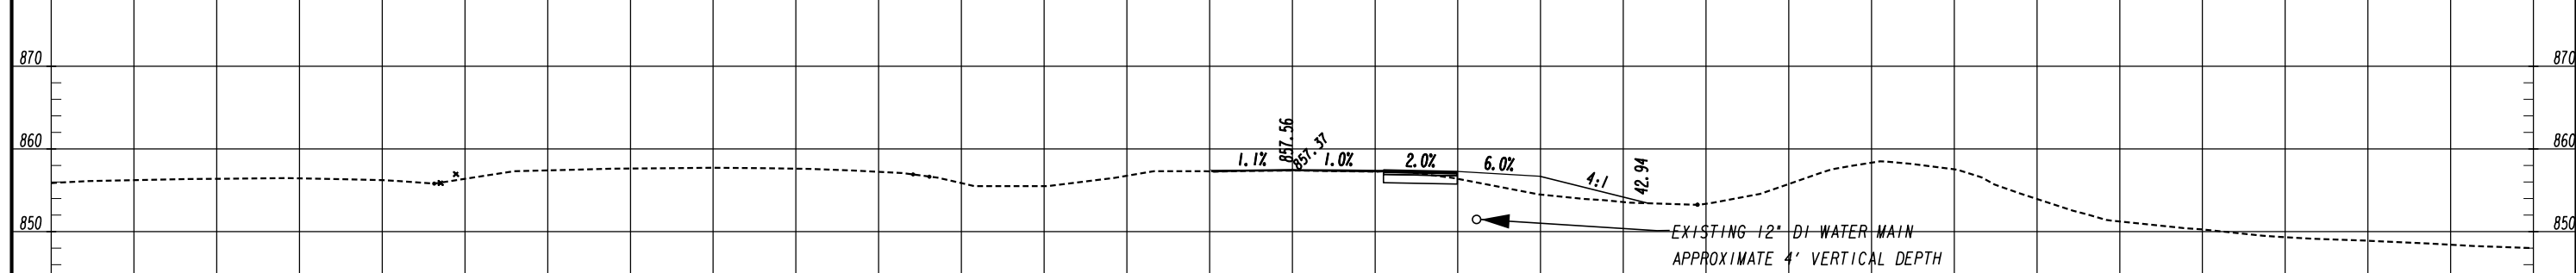 870 870
860 860
850 850
857.56
857.37
1.1% 1.0% 2.0% 6.0%
4:1
42.94
EXISTING 12" DI WATER MAIN
APPROXIMATE 4' VERTICAL DEPTH